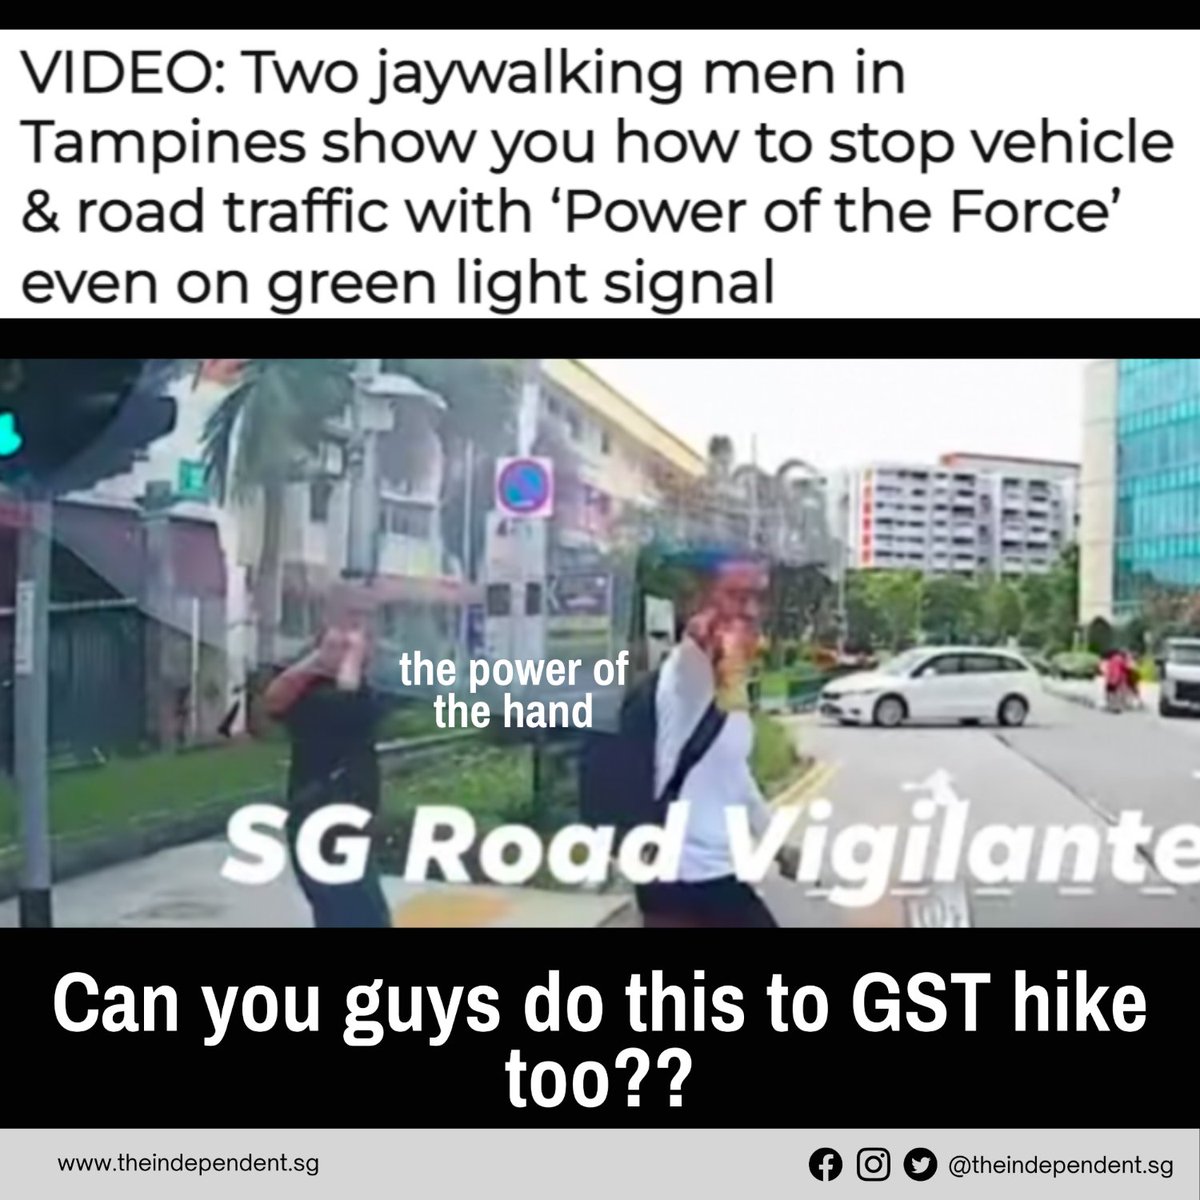 VIDEO: Two jaywalking men in
Tampines show you how to stop vehicle
& road traffic with ‘Power of the Force’
even on green light signal
the power of
the hand
SG Road Vigilante
Can you guys do this to GST hike
too??
www.theindependent.sg
@theindependent.sg